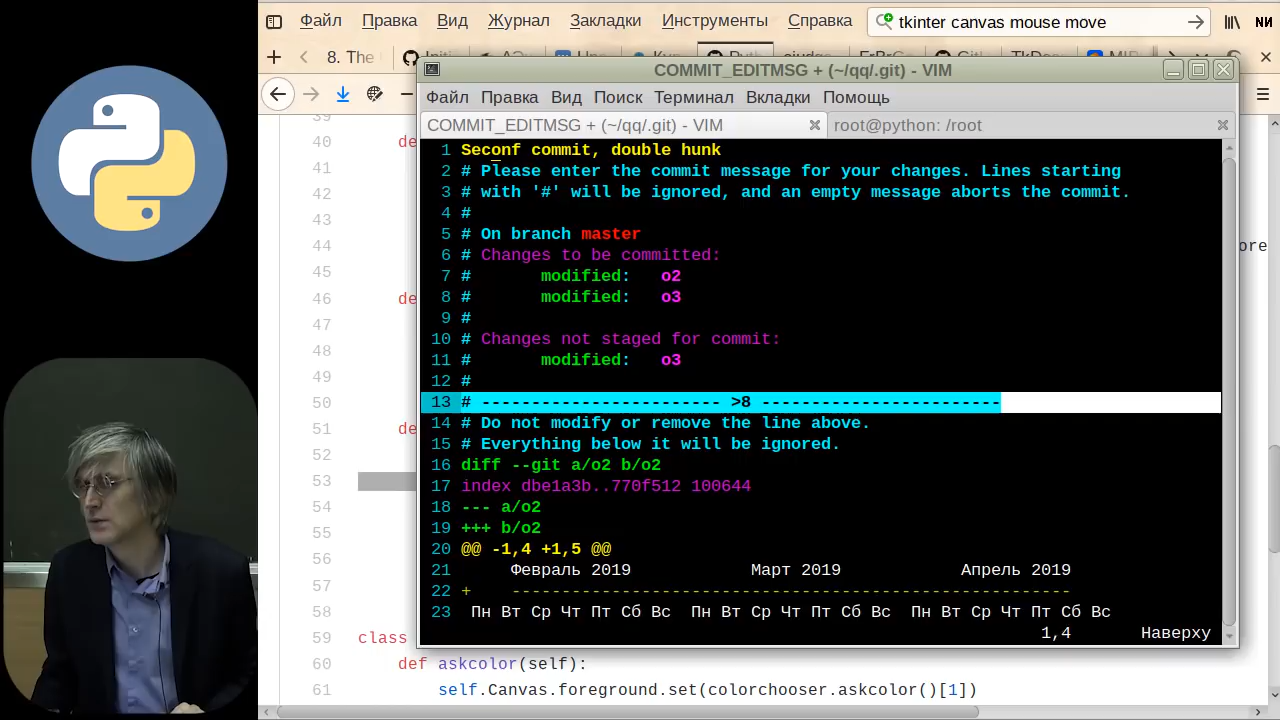 Файл Правка Вид Журнал Закладки Инструменты Справка tkinter canvas mouse move
8. The
COMMIT_EDITMSG + (~/qq/.git) - VIM
Файл Правка Вид Поиск Терминал Вкладки Помощь
COMMIT_EDITMSG + (~/qq/.git) - VIM root@python: /root
1 Seconf commit, double hunk
2 # Please enter the commit message for your changes. Lines starting
3 # with '#' will be ignored, and an empty message aborts the commit.
4 #
5 # On branch master
6 # Changes to be committed:
7 # modified: o2
8 # modified: o3
9 #
10 # Changes not staged for commit:
11 # modified: o3
12 #
13 # ------------------------ >8 ------------------------
14 # Do not modify or remove the line above.
15 # Everything below it will be ignored.
16 diff --git a/o2 b/o2
17 index dbe1a3b..770f512 100644
18 --- a/o2
19 +++ b/o2
20 @@ -1,4 +1,5 @@
21 Февраль 2019 Март 2019 Апрель 2019
22 + --------------------------------------------------------
23 Пн Вт Ср Чт Пт Сб Вс Пн Вт Ср Чт Пт Сб Вс Пн Вт Ср Чт Пт Сб Вс
1,4 Наверху
39
40 de
41
42
43
44 ore
45
46 de
47
48
49
50
51 de
52
53
54
55
56
57
58
59 class
60 def askcolor(self):
61 self.Canvas.foreground.set(colorchooser.askcolor()[1])